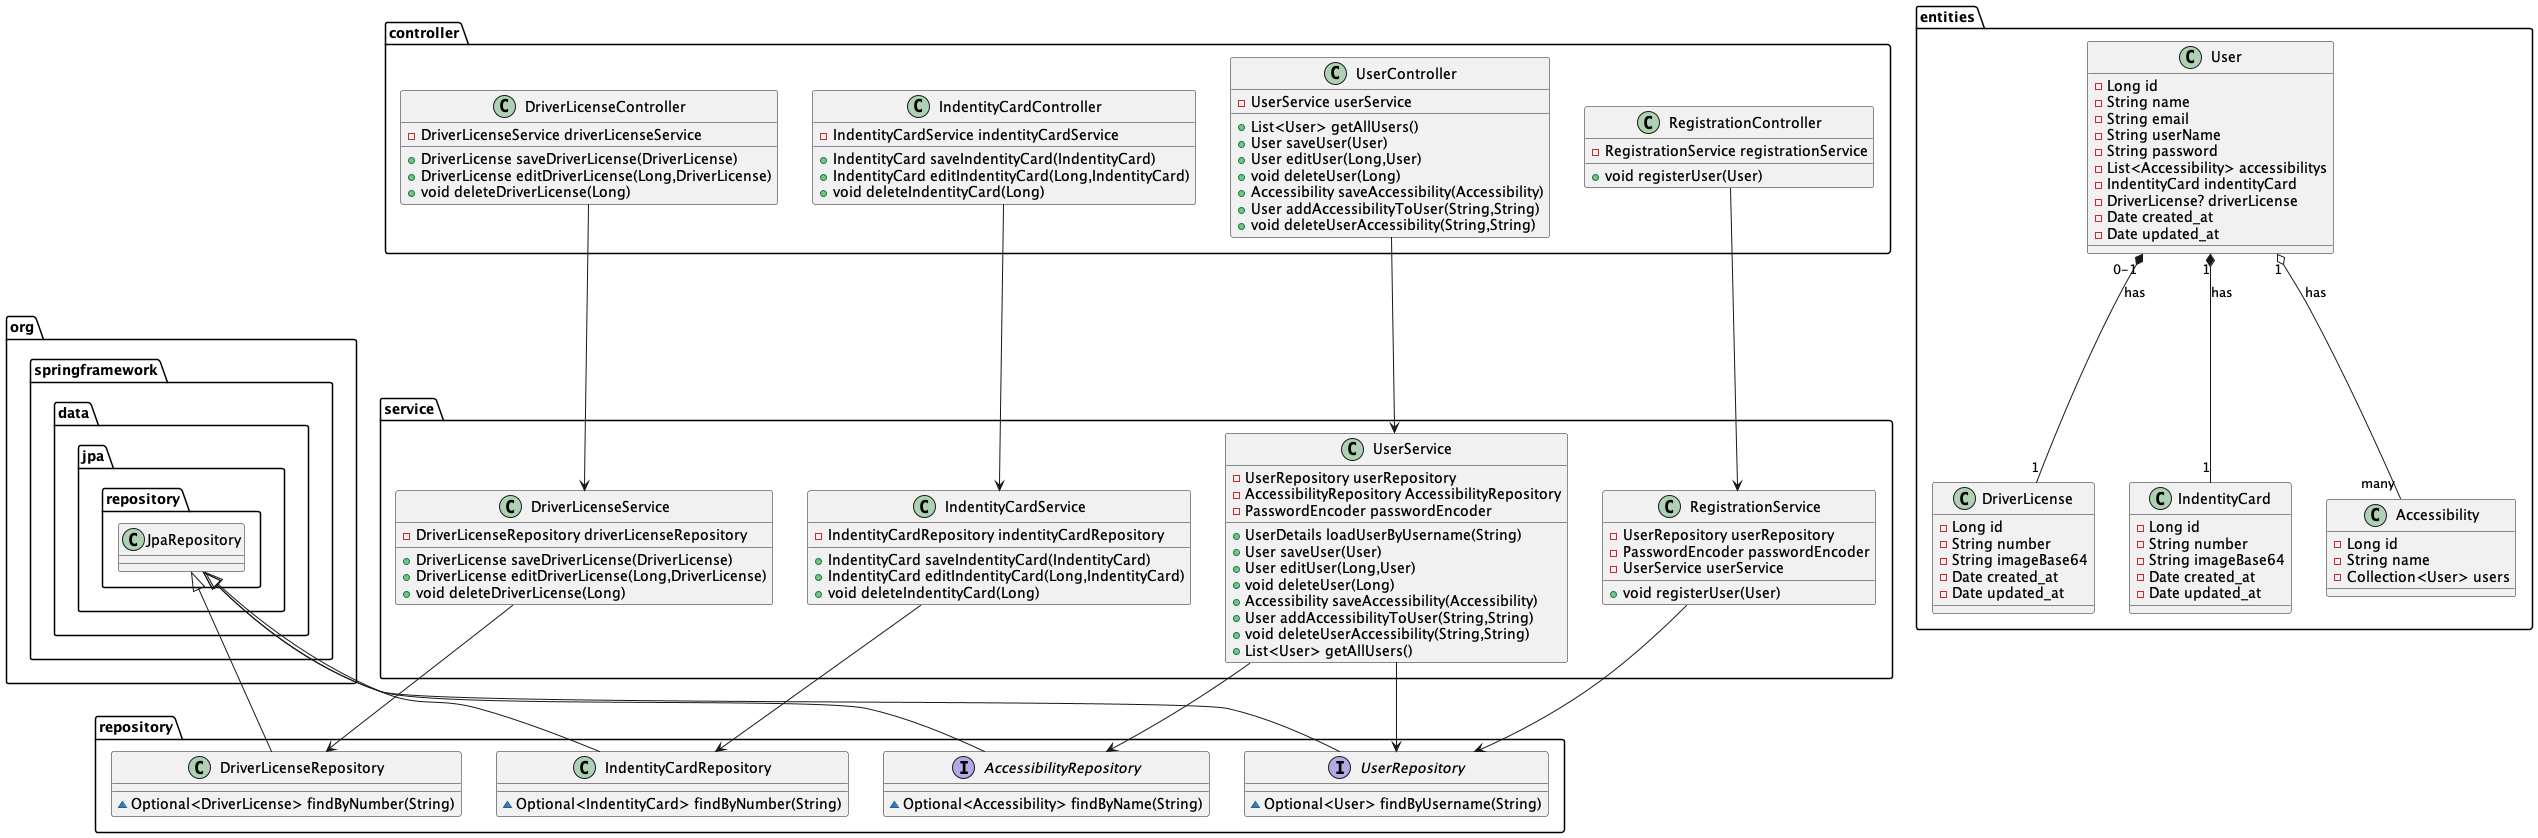 controller
C DriverLicenseController
DriverLicenseService driverLicenseService
DriverLicense saveDriverLicense(DriverLicense)
DriverLicense editDriverLicense(Long,DriverLicense)
void deleteDriverLicense(Long)
C IndentityCardController
IndentityCardService indentityCardService
IndentityCard saveIndentityCard(IndentityCard)
IndentityCard editIndentityCard(Long,IndentityCard)
void deleteIndentityCard(Long)
C UserController
UserService userService
List<User> getAllUsers()
User saveUser(User)
User editUser(Long,User)
void deleteUser(Long)
Accessibility saveAccessibility(Accessibility)
User addAccessibilityToUser(String,String)
void deleteUserAccessibility(String,String)
C RegistrationController
RegistrationService registrationService
void registerUser(User)
entities
C User
Long id
String name
String email
String userName
String password
List<Accessibility> accessibilitys
IndentityCard indentityCard
DriverLicense? driverLicense
Date created_at
Date updated_at
0-1
1
1
has
has
has
1
1
many
C DriverLicense
Long id
String number
String imageBase64
Date created_at
Date updated_at
C IndentityCard
Long id
String number
String imageBase64
Date created_at
Date updated_at
C Accessibility
Long id
String name
Collection<User> users
org
springframework
data
jpa
repository
C JpaRepository
service
C DriverLicenseService
DriverLicenseRepository driverLicenseRepository
DriverLicense saveDriverLicense(DriverLicense)
DriverLicense editDriverLicense(Long,DriverLicense)
void deleteDriverLicense(Long)
C IndentityCardService
IndentityCardRepository indentityCardRepository
IndentityCard saveIndentityCard(IndentityCard)
IndentityCard editIndentityCard(Long,IndentityCard)
void deleteIndentityCard(Long)
C UserService
UserRepository userRepository
AccessibilityRepository AccessibilityRepository
PasswordEncoder passwordEncoder
UserDetails loadUserByUsername(String)
User saveUser(User)
User editUser(Long,User)
void deleteUser(Long)
Accessibility saveAccessibility(Accessibility)
User addAccessibilityToUser(String,String)
void deleteUserAccessibility(String,String)
List<User> getAllUsers()
C RegistrationService
UserRepository userRepository
PasswordEncoder passwordEncoder
UserService userService
void registerUser(User)
repository
C DriverLicenseRepository
Optional<DriverLicense> findByNumber(String)
C IndentityCardRepository
Optional<IndentityCard> findByNumber(String)
I AccessibilityRepository
Optional<Accessibility> findByName(String)
I UserRepository
Optional<User> findByUsername(String)